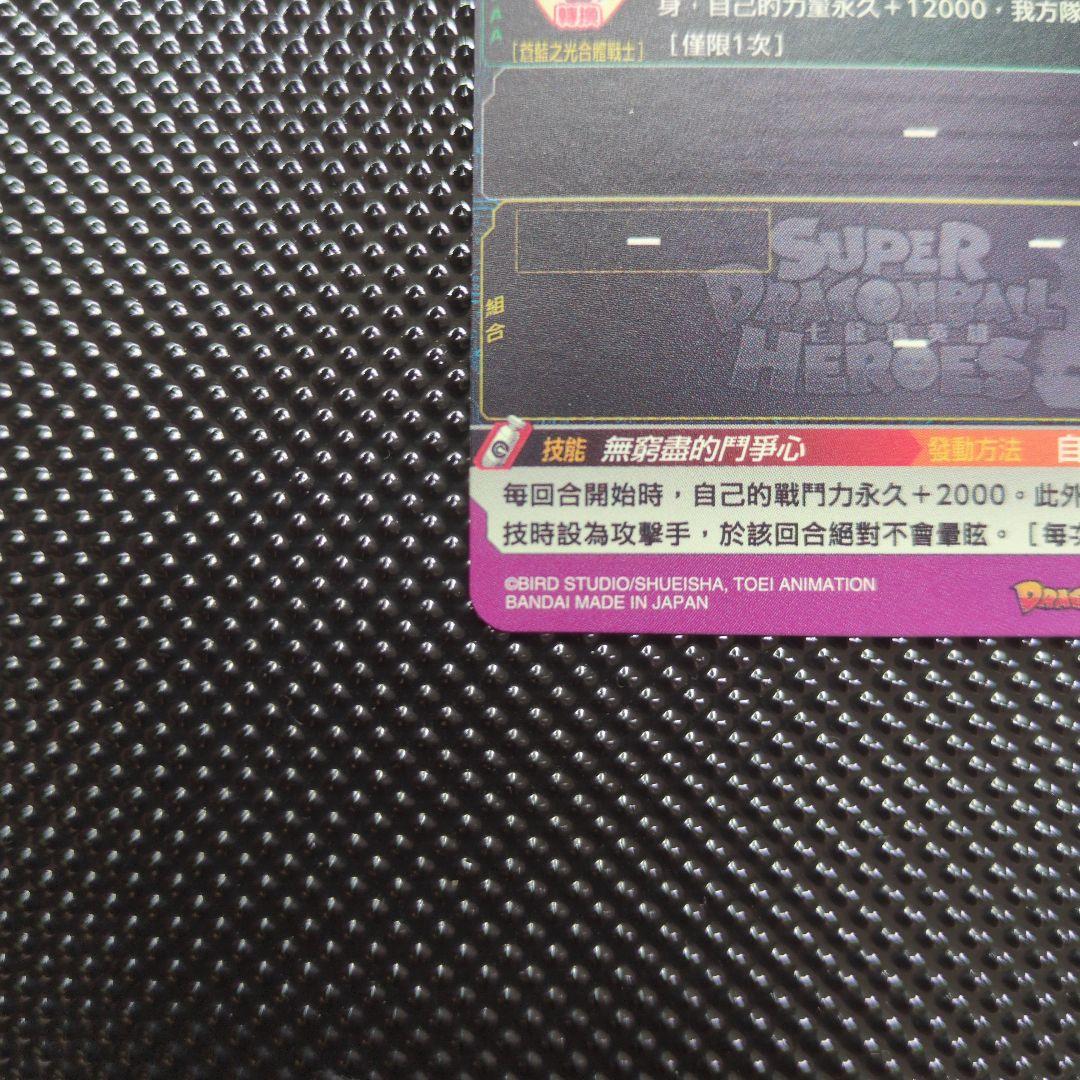 身，自己的力量永久＋12000，我方隊
轉換
[蒼藍之光合體戰士]
[僅限1次]
SUPER
DRAGONBALL
HEROES
組合
技能 無窮盡的鬥爭心 發動方法 自
每回合開始時，自己的戰鬥力永久＋2000。此外
技時設為攻擊手，於該回合絕對不會暈眩。[每次
©BIRD STUDIO/SHUEISHA, TOEI ANIMATION
BANDAI MADE IN JAPAN
DRAG